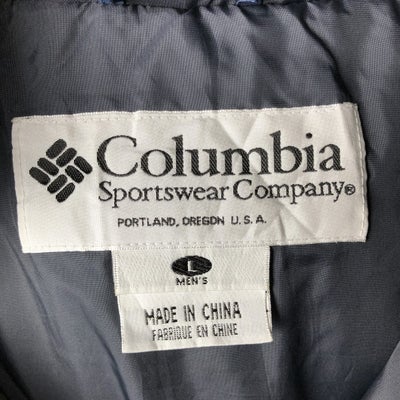 Columbia
Sportswear Company®
PORTLAND, OREGON U.S.A.
L
MEN'S
MADE IN CHINA
FABRIQUE EN CHINE